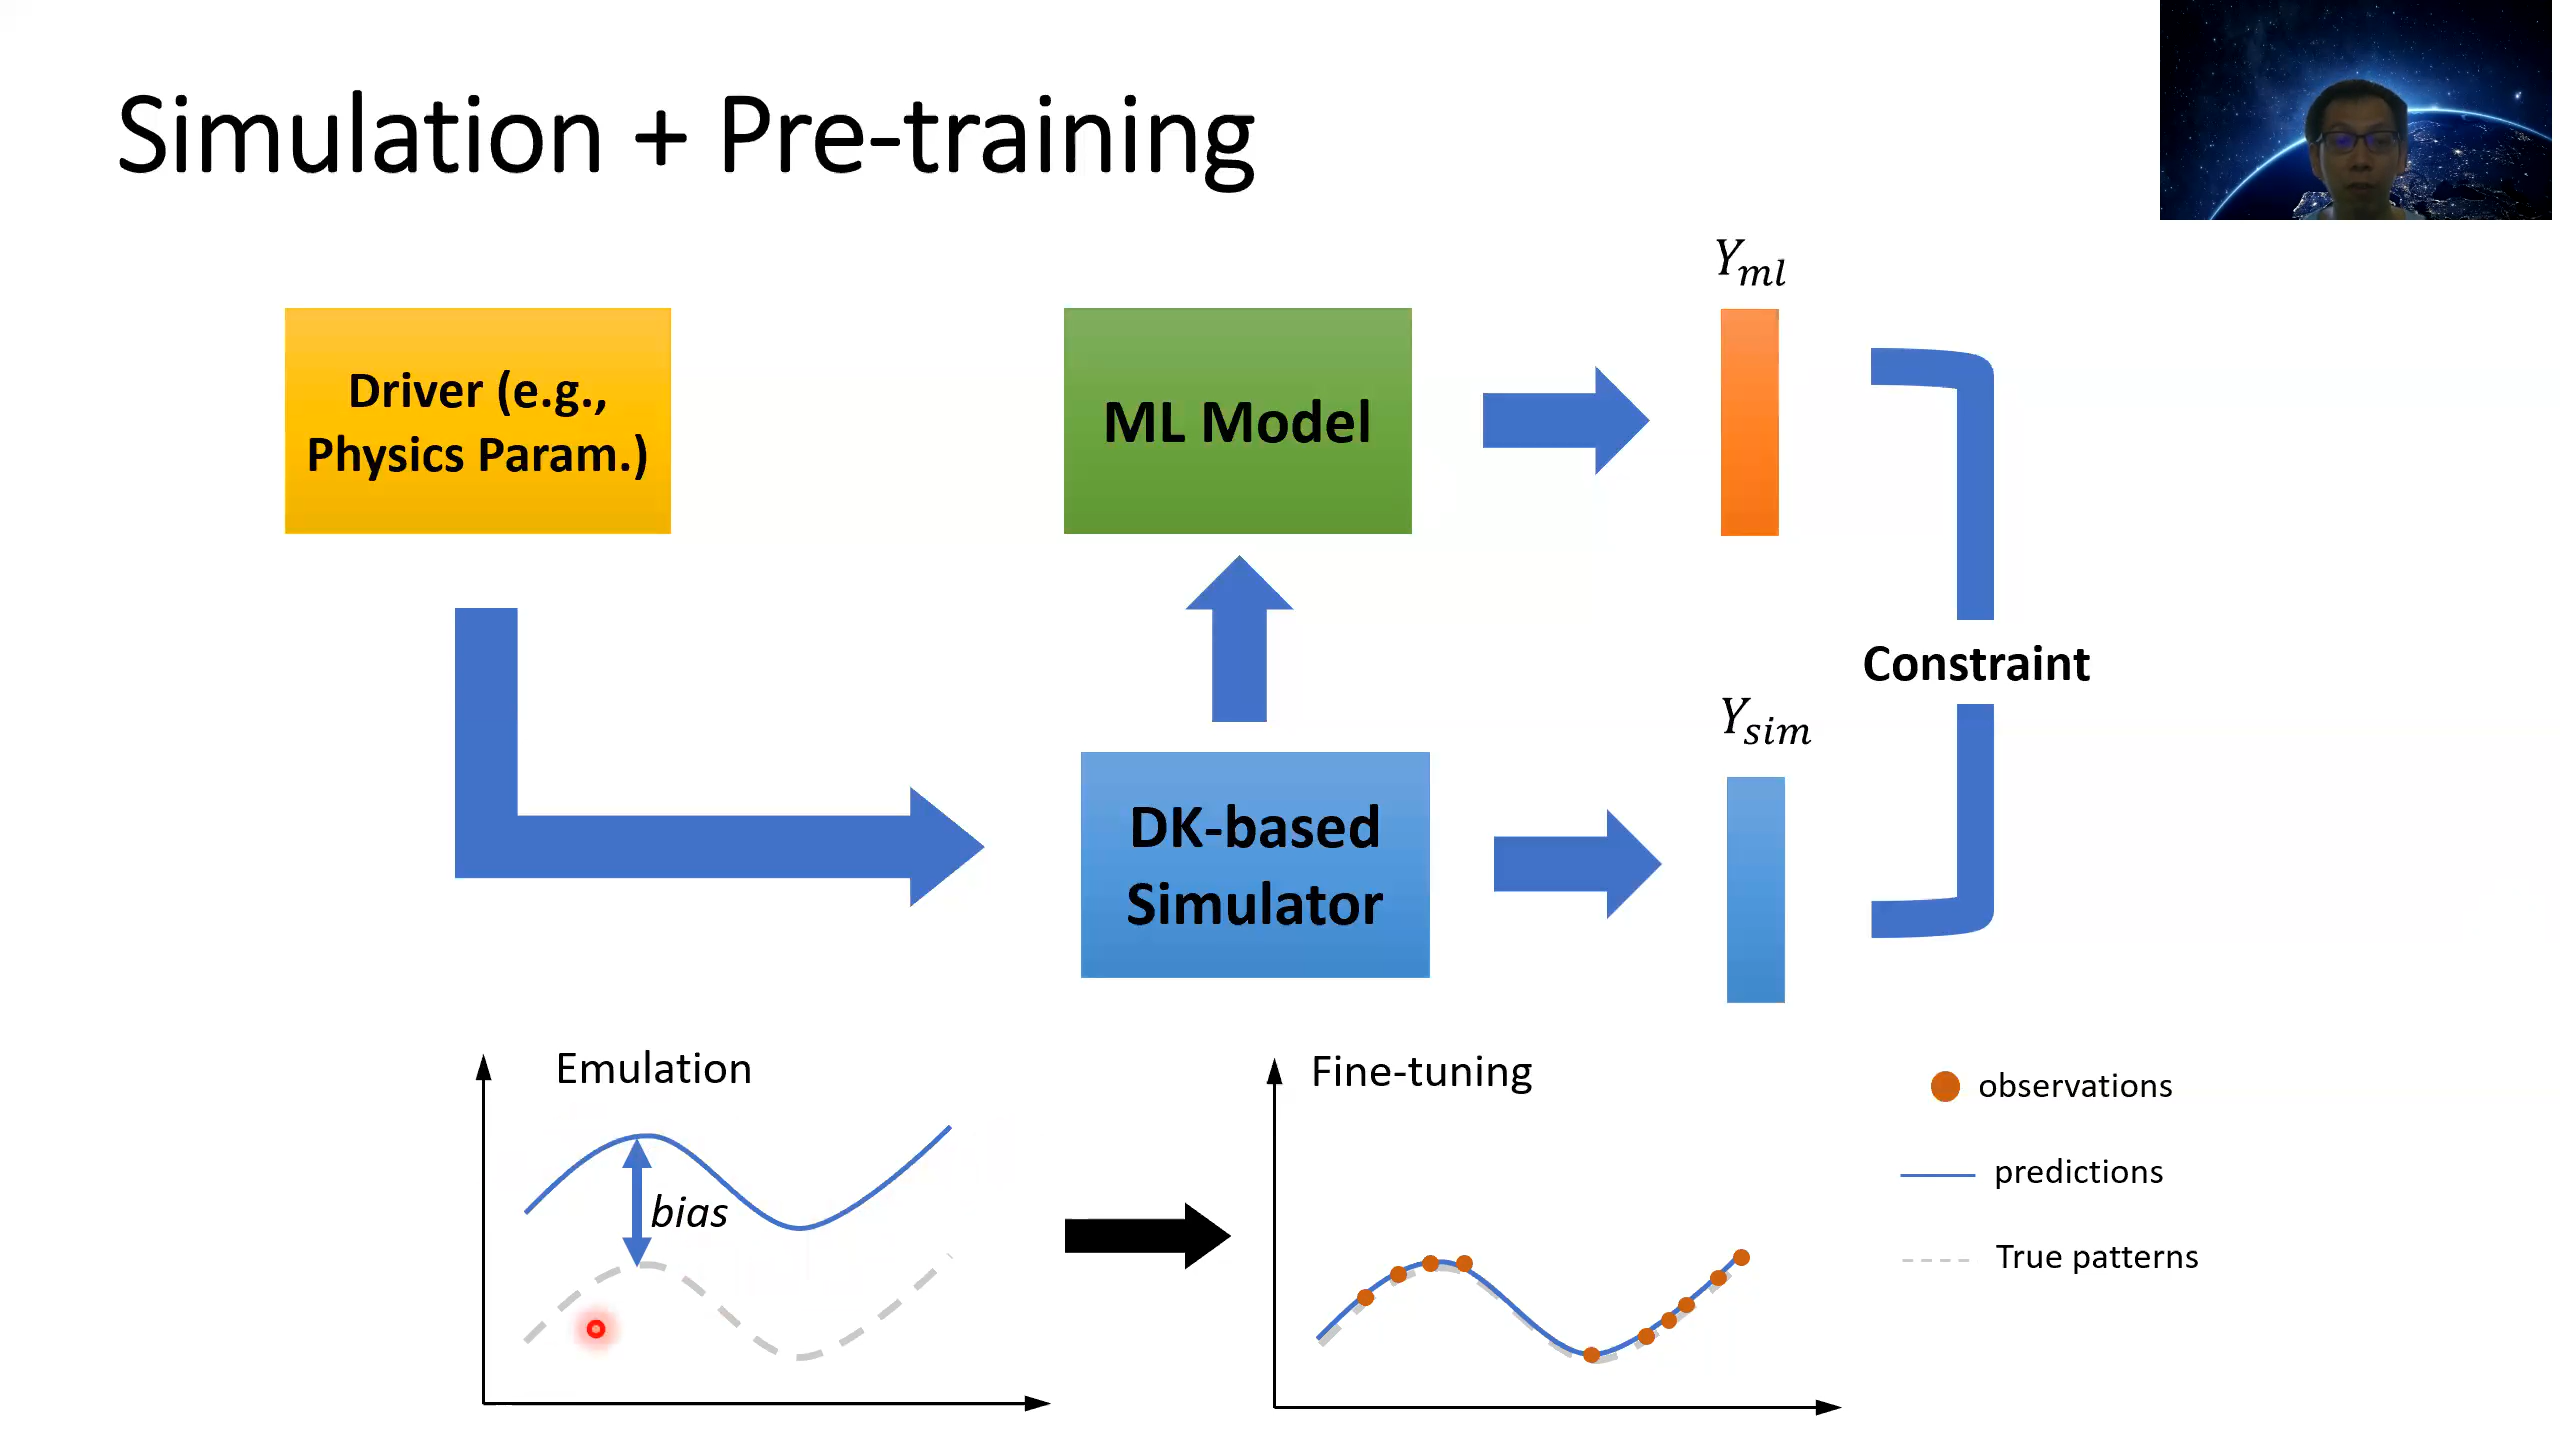 Simulation + Pre-training
Driver (e.g.,
Physics Param.)
ML Model
Y_ml
Constraint
DK-based
Simulator
Y_sim
Emulation
bias
Fine-tuning
observations
predictions
True patterns